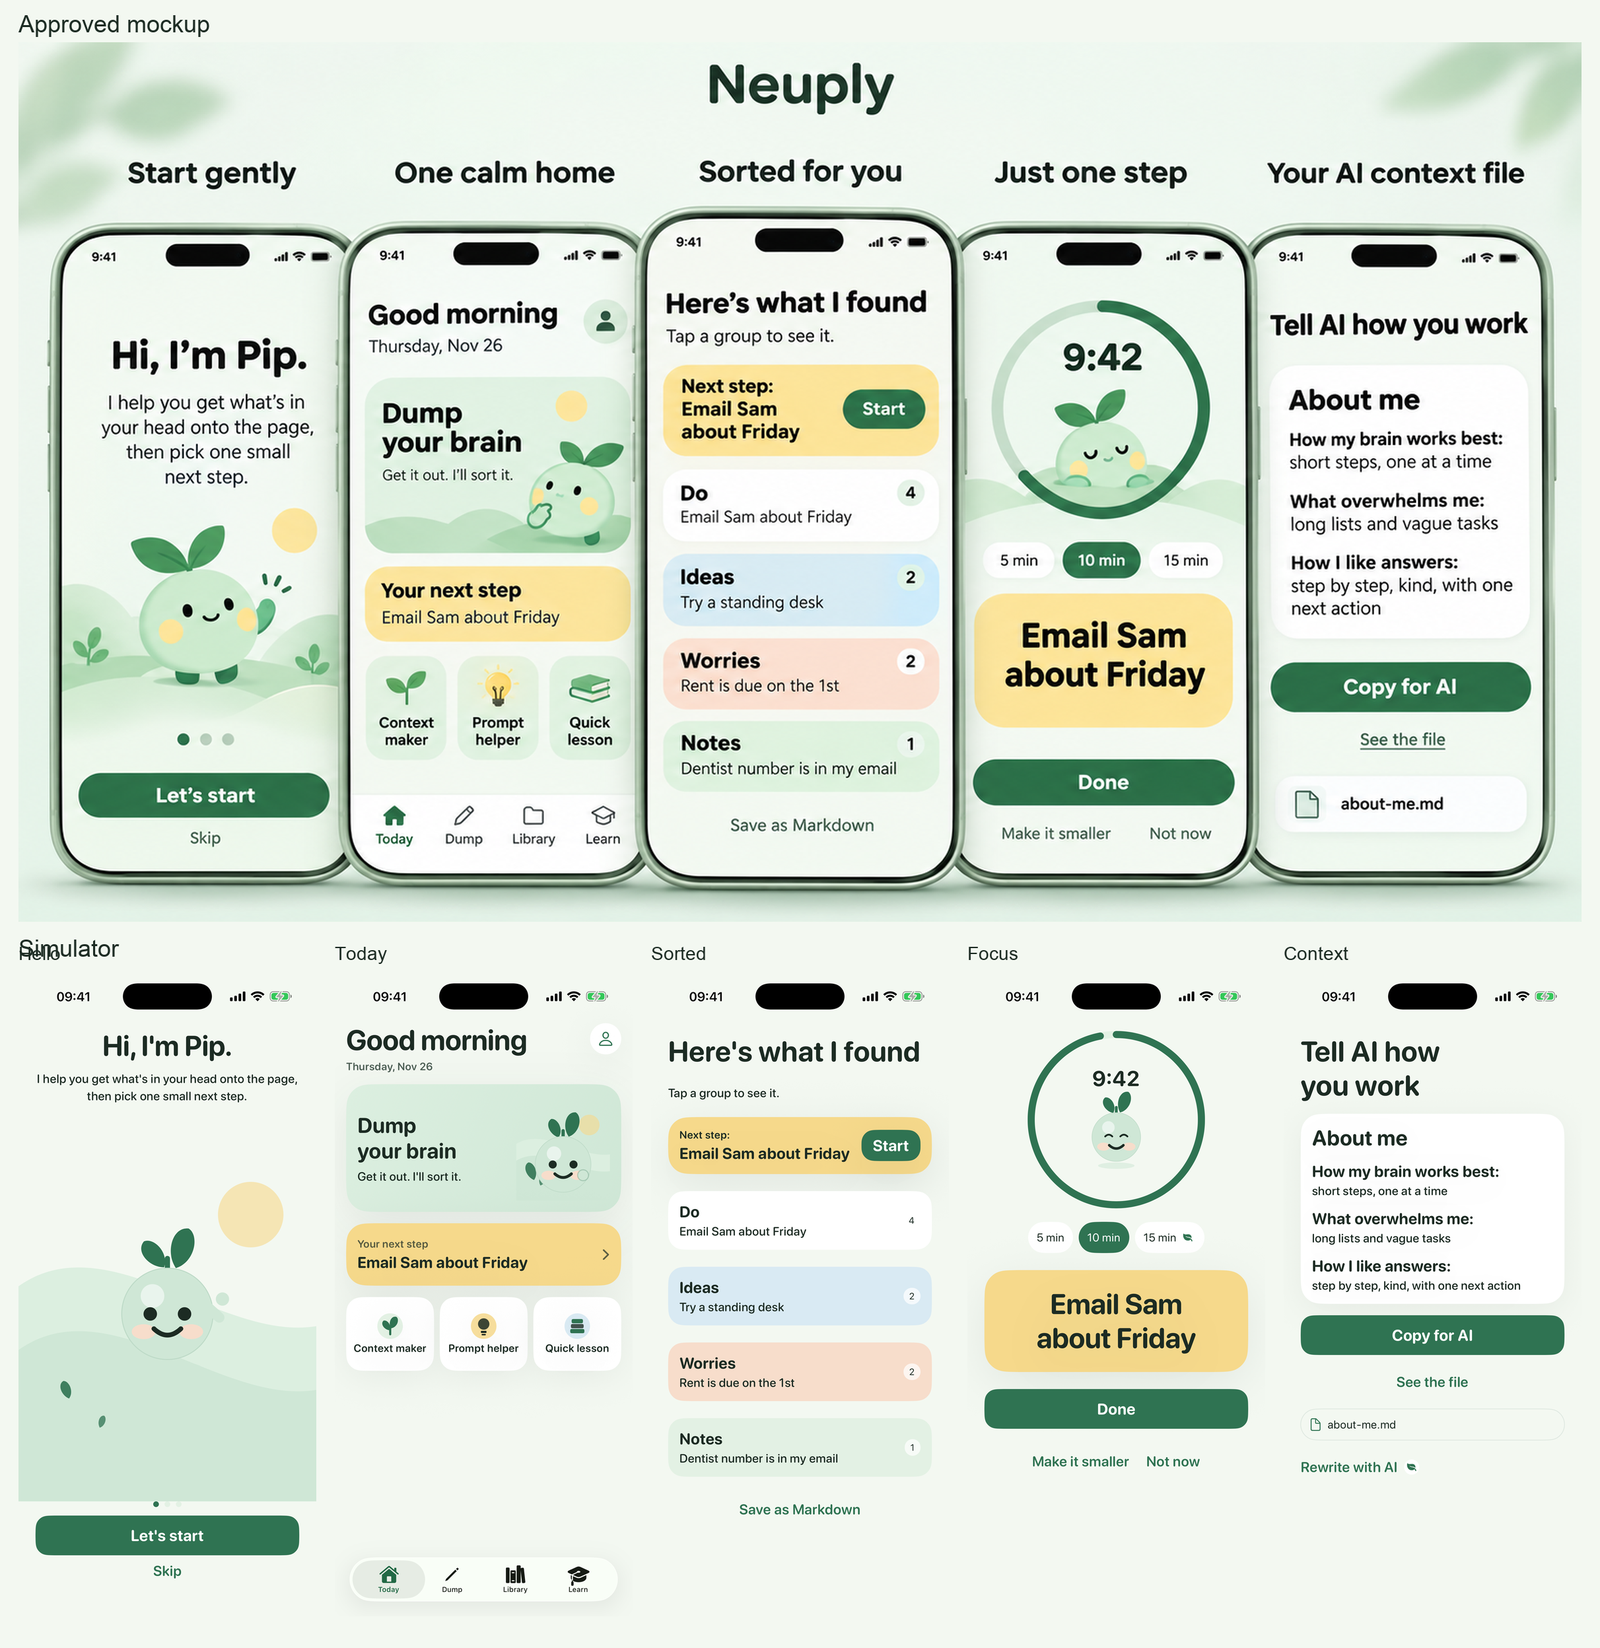 Approved mockup
Neuply
Start gently
One calm home
Sorted for you
Just one step
Your AI context file
9:41
Hi, I’m Pip.
I help you get what’s in
your head onto the page,
then pick one small
next step.
Let’s start
Skip
9:41
Good morning
Thursday, Nov 26
Dump
your brain
Get it out. I’ll sort it.
Your next step
Email Sam about Friday
Context
maker
Prompt
helper
Quick
lesson
Today
Dump
Library
Learn
9:41
Here’s what I found
Tap a group to see it.
Next step:
Email Sam
about Friday
Start
Do
4
Email Sam about Friday
Ideas
2
Try a standing desk
Worries
2
Rent is due on the 1st
Notes
1
Dentist number is in my email
Save as Markdown
9:41
9:42
5 min
10 min
15 min
Email Sam
about Friday
Done
Make it smaller
Not now
9:41
Tell AI how you work
About me
How my brain works best:
short steps, one at a time
What overwhelms me:
long lists and vague tasks
How I like answers:
step by step, kind, with one
next action
Copy for AI
See the file
about-me.md
Simulator
Hello
09:41
Hi, I'm Pip.
I help you get what's in your head onto the page,
then pick one small next step.
Let's start
Skip
Today
09:41
Good morning
Thursday, Nov 26
Dump
your brain
Get it out. I'll sort it.
Your next step
Email Sam about Friday
Context maker
Prompt helper
Quick lesson
Today
Dump
Library
Learn
Sorted
09:41
Here's what I found
Tap a group to see it.
Next step:
Email Sam about Friday
Start
Do
Email Sam about Friday
4
Ideas
Try a standing desk
2
Worries
Rent is due on the 1st
2
Notes
Dentist number is in my email
1
Save as Markdown
Focus
09:41
9:42
5 min
10 min
15 min
Email Sam
about Friday
Done
Make it smaller
Not now
Context
09:41
Tell AI how
you work
About me
How my brain works best:
short steps, one at a time
What overwhelms me:
long lists and vague tasks
How I like answers:
step by step, kind, with one next action
Copy for AI
See the file
about-me.md
Rewrite with AI